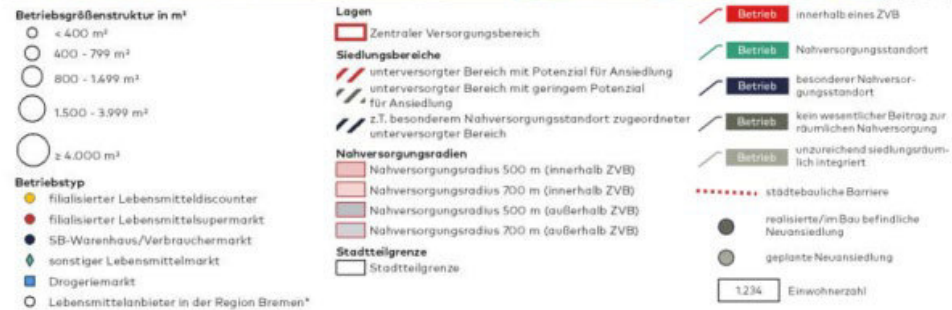 Betriebsgrößenstruktur in m²
< 400 m²
400 - 799 m²
800 - 1.499 m²
1.500 - 3.999 m²
≥ 4.000 m²
Betriebstyp
filialisierter Lebensmitteldiscounter
filialisierter Lebensmittelsupermarkt
SB-Warenhaus/Verbrauchermarkt
sonstiger Lebensmittelmarkt
Drogeriemarkt
Lebensmittelanbieter in der Region Bremen*
Lagen
Zentraler Versorgungsbereich
Siedlungsbereiche
unterversorgter Bereich mit Potenzial für Ansiedlung
unterversorgter Bereich mit geringem Potenzial
für Ansiedlung
z.T. besonderem Nahversorgungsstandort zugeordneter
unterversorgter Bereich
Nahversorgungsradien
Nahversorgungsradius 500 m (innerhalb ZVB)
Nahversorgungsradius 700 m (innerhalb ZVB)
Nahversorgungsradius 500 m (außerhalb ZVB)
Nahversorgungsradius 700 m (außerhalb ZVB)
Stadtteilgrenze
Stadtteilgrenze
Betrieb innerhalb eines ZVB
Betrieb Nahversorgungsstandort
Betrieb besonderer Nahversor-
gungsstandort
Betrieb kein wesentlicher Beitrag zur
räumlichen Nahversorgung
Betrieb unzureichend siedlungsräum-
lich integriert
städtebauliche Barriere
realisierte/im Bau befindliche
Neuansiedlung
geplante Neuansiedlung
1.234 Einwohnerzahl